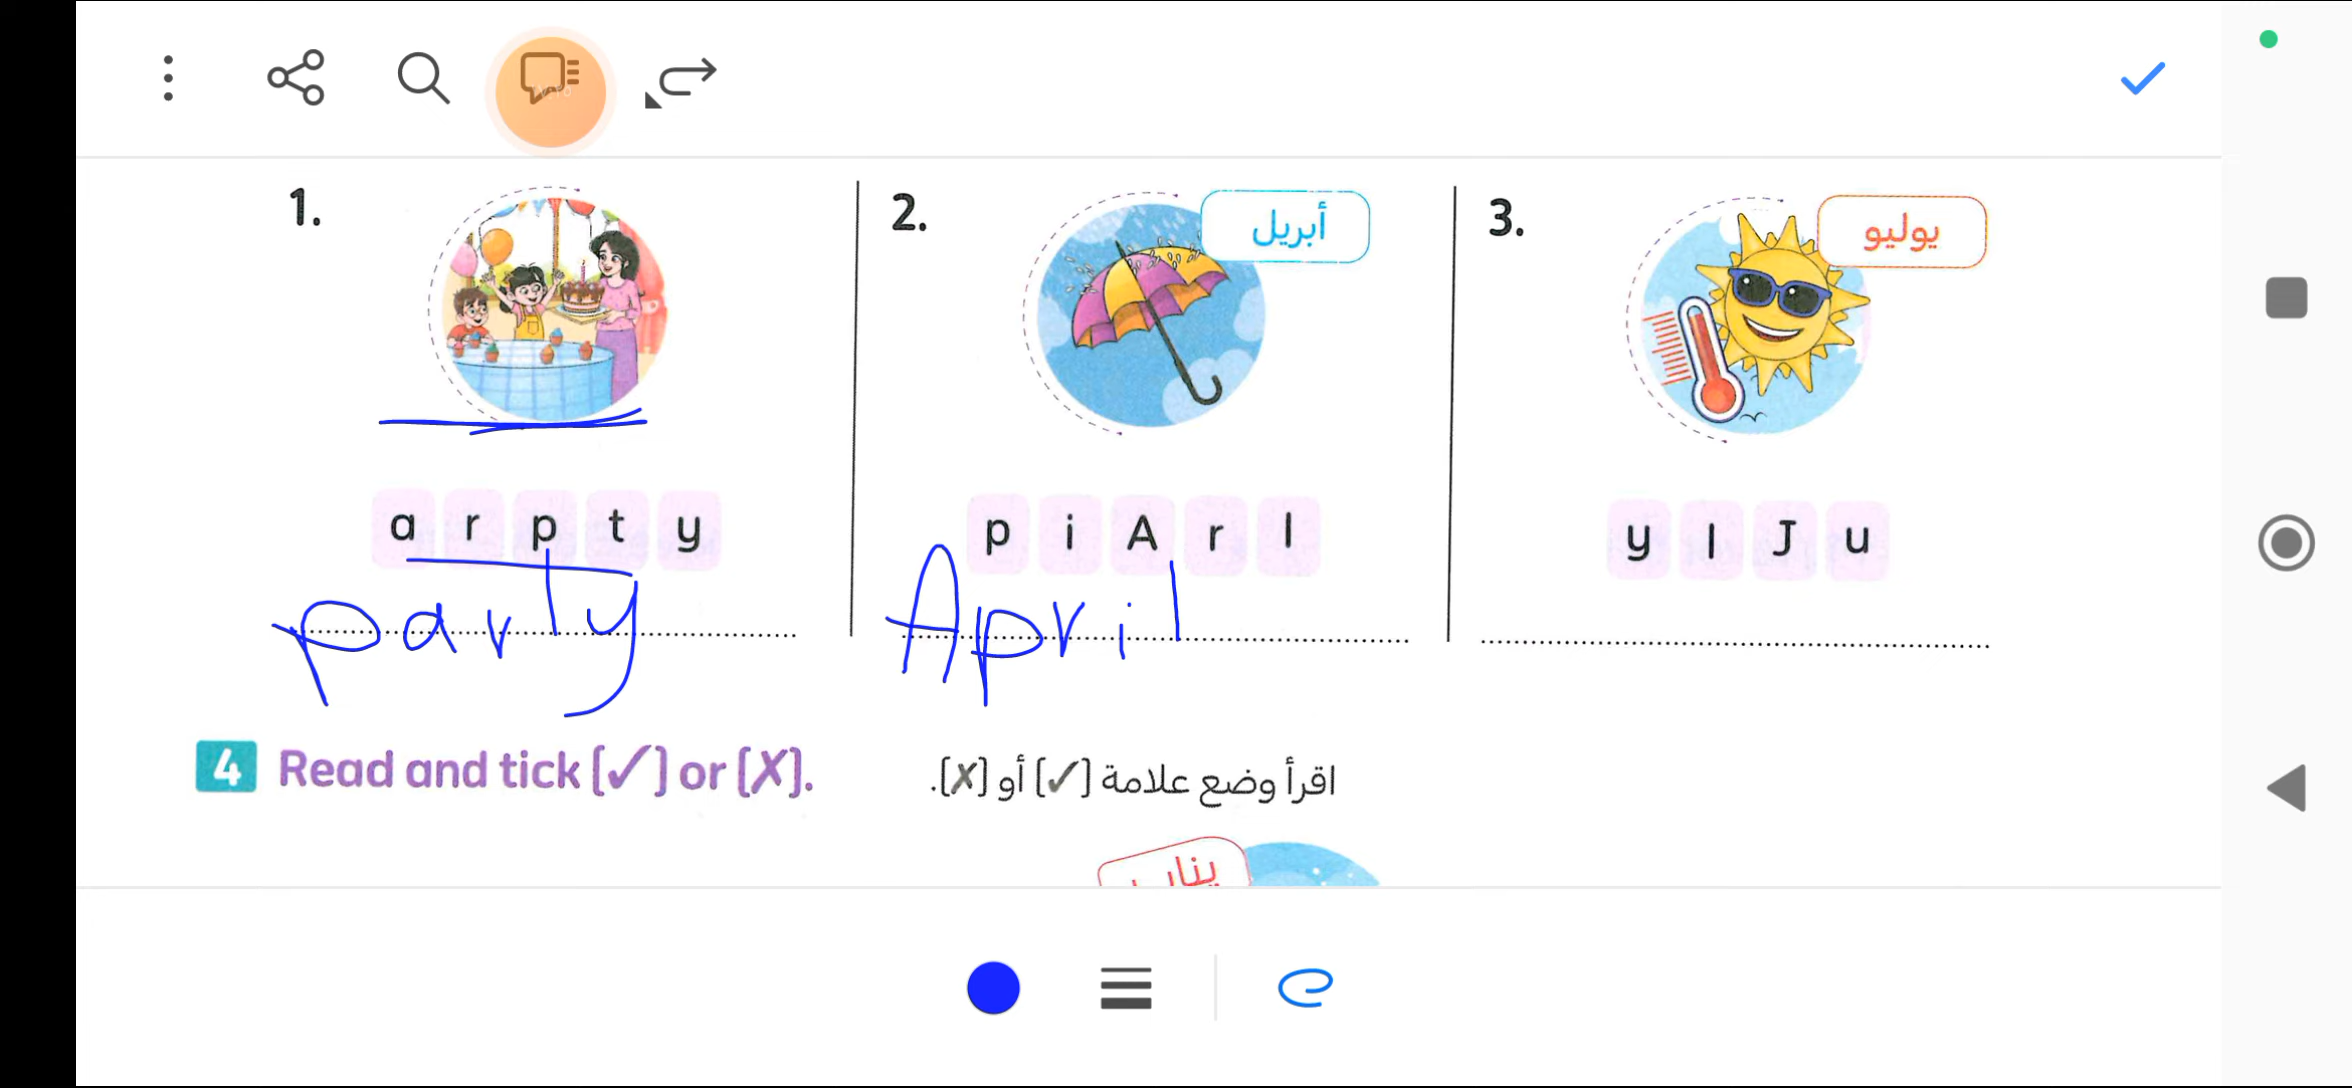 1.
2.
أبريل
3.
يوليو
a r p t y
p i A r l
y l J u
party
April
4 Read and tick [✓] or [✗].
اقرأ وضع علامة [✓] أو [✗].